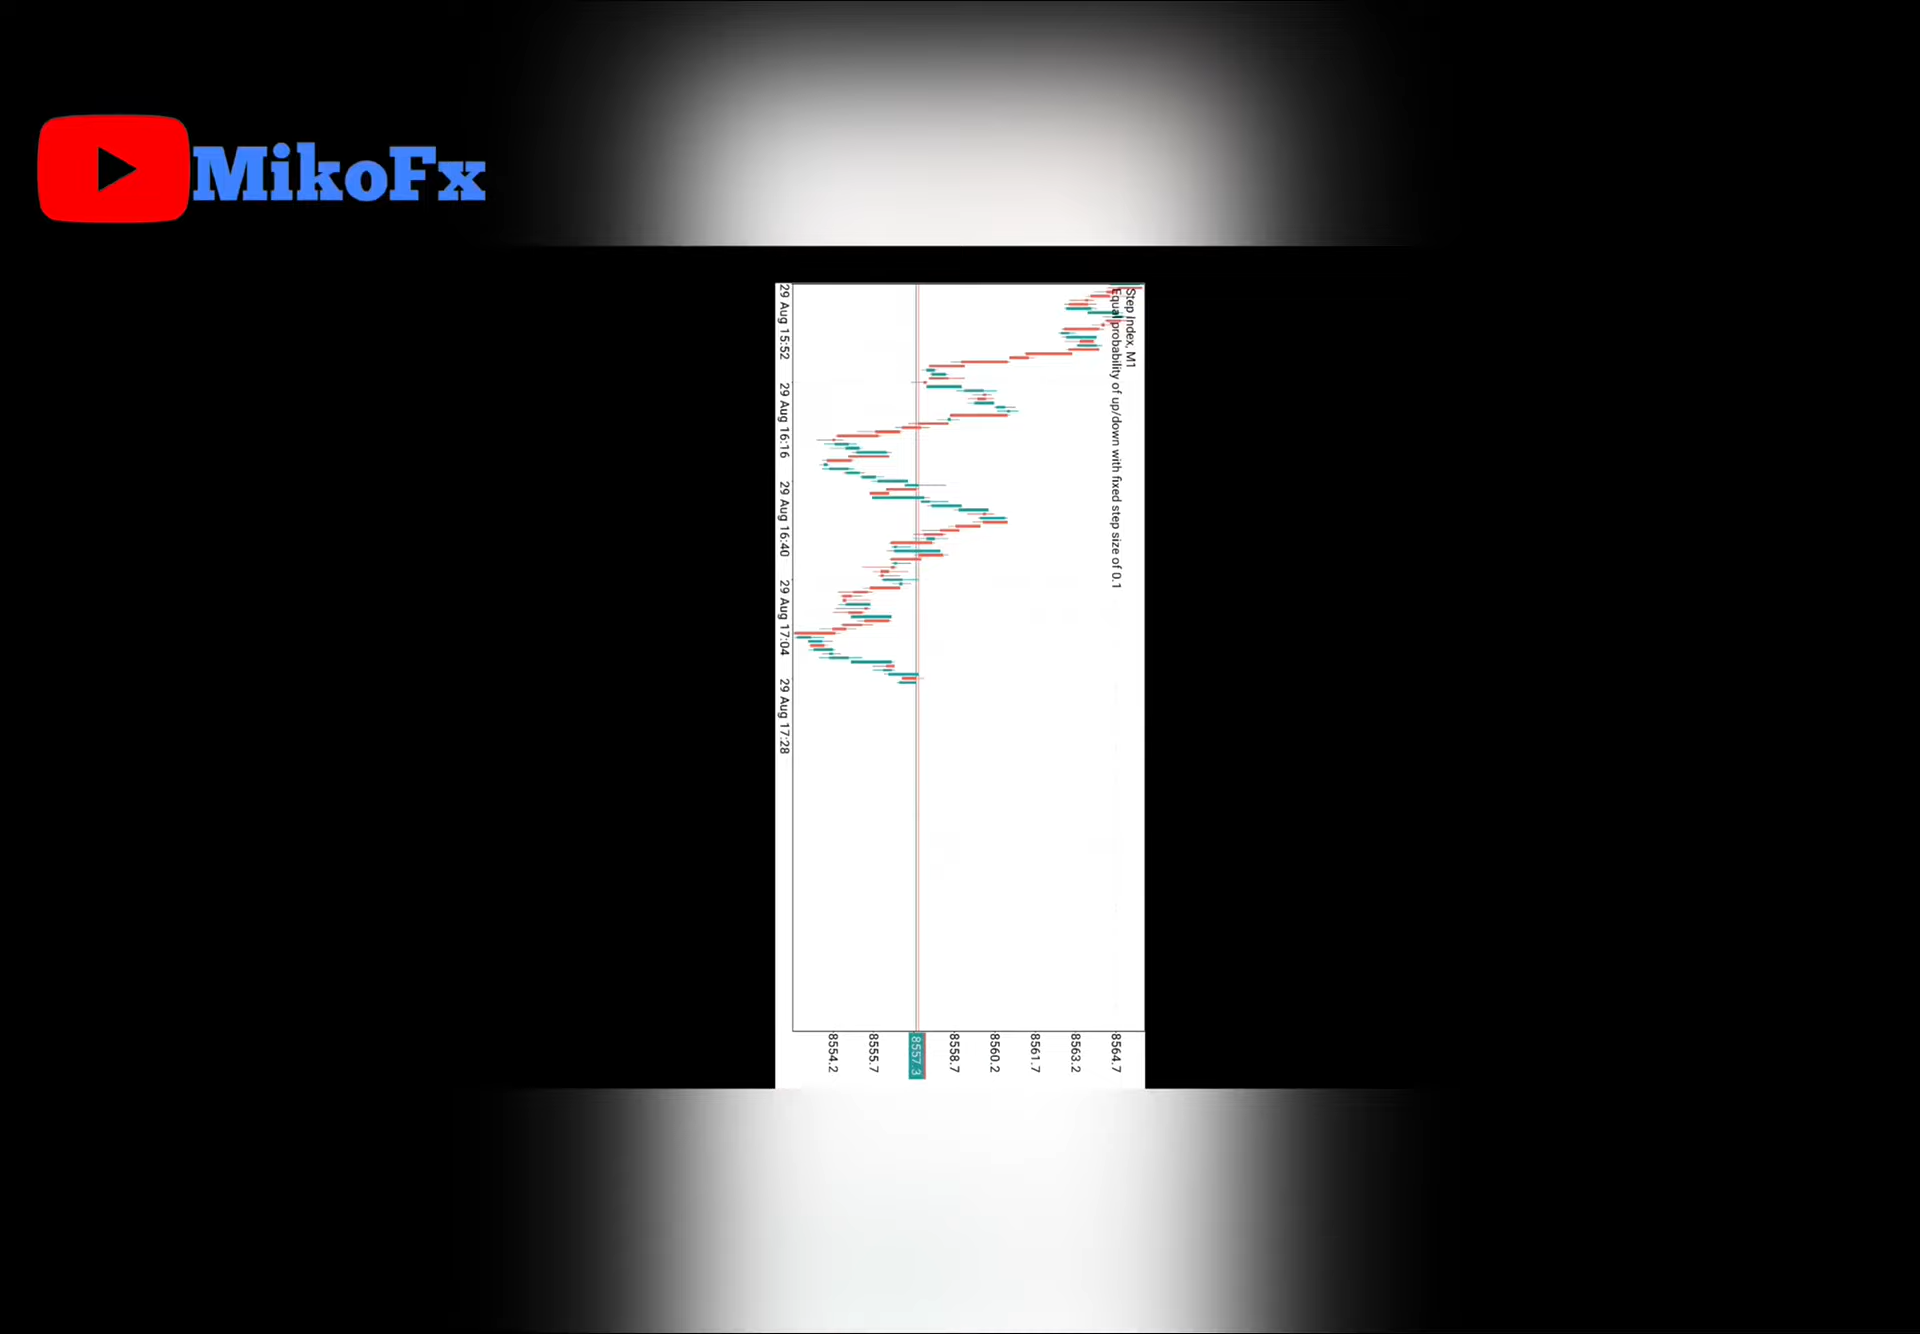 MikoFx
Step Index, M1
Equal probability of up/down with fixed step size of 0.1
8564.7
8563.2
8561.7
8560.2
8558.7
8557.3
8555.7
8554.2
29 Aug 15:52
29 Aug 16:16
29 Aug 16:40
29 Aug 17:04
29 Aug 17:28